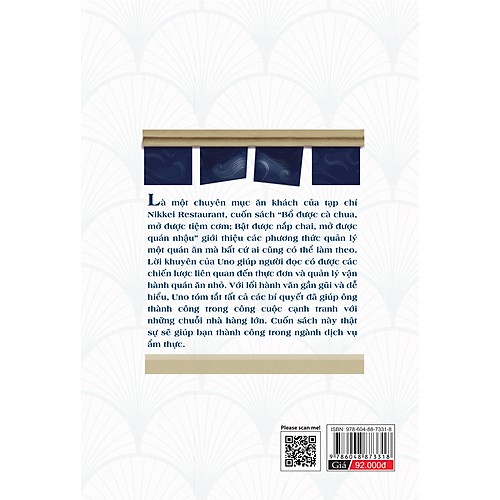 Là một chuyên mục ăn khách của tạp chí
Nikkei Restaurant, cuốn sách “Bổ được cà chua,
mở được tiệm cơm; Bật được nắp chai, mở được
quán nhậu” giới thiệu các phương thức quản lý
một quán ăn mà bất cứ ai cũng có thể làm theo.
Lời khuyên của Uno giúp người đọc có được các
chiến lược liên quan đến thực đơn và quản lý vận
hành quán ăn nhỏ. Với lối hành văn gần gũi và dễ
hiểu, Uno tóm tắt tất cả các bí quyết đã giúp ông
thành công trong công cuộc cạnh tranh với
những chuỗi nhà hàng lớn. Cuốn sách này thật
sự sẽ giúp bạn thành công trong ngành dịch vụ
ẩm thực.
Please scan me!
ISBN: 978-604-88-7331-8
9 786048 873318
Giá 92.000đ